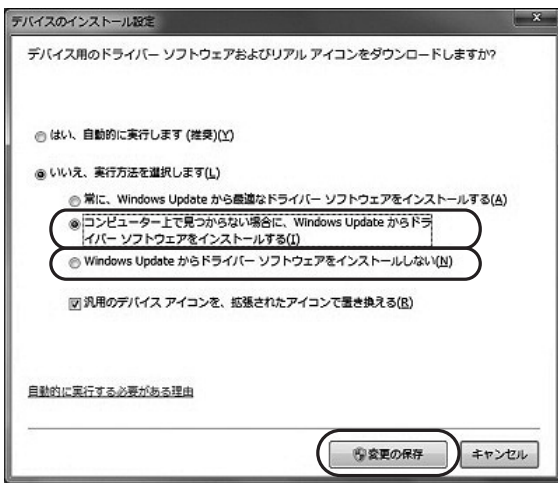 デバイスのインストール設定
デバイス用のドライバー ソフトウェアおよびリアル アイコンをダウンロードしますか?
はい、自動的に実行します (推奨)(Y)
いいえ、実行方法を選択します(L)
常に、Windows Update から最適なドライバー ソフトウェアをインストールする(A)
コンピューター上で見つからない場合に、Windows Update からドラ
イバー ソフトウェアをインストールする(I)
Windows Update からドライバー ソフトウェアをインストールしない(N)
汎用のデバイス アイコンを、拡張されたアイコンで置き換える(R)
自動的に実行する必要がある理由
変更の保存 キャンセル